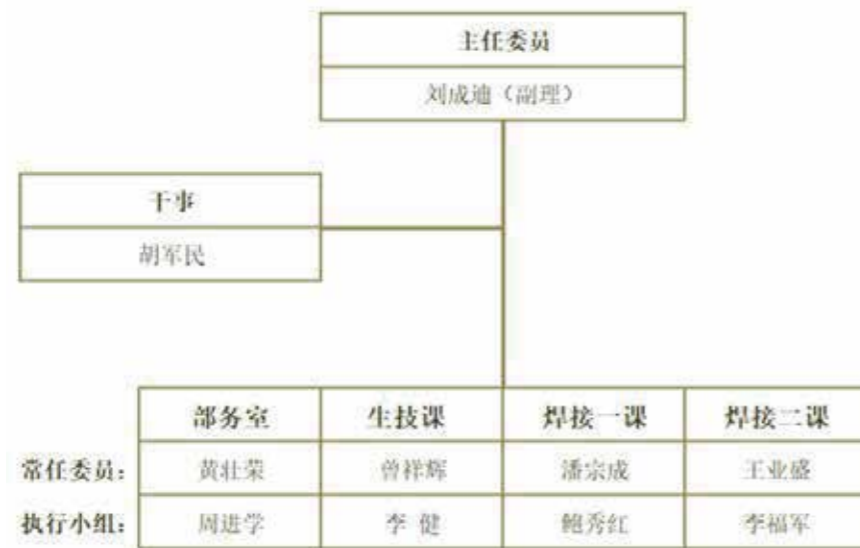 主任委员
刘成迪（副理）
干事
胡军民
部务室 生技课 焊接一课 焊接二课
常任委员： 黄壮荣 曾祥辉 潘宗成 王业盛
执行小组： 周进学 李 健 鲍秀红 李福军